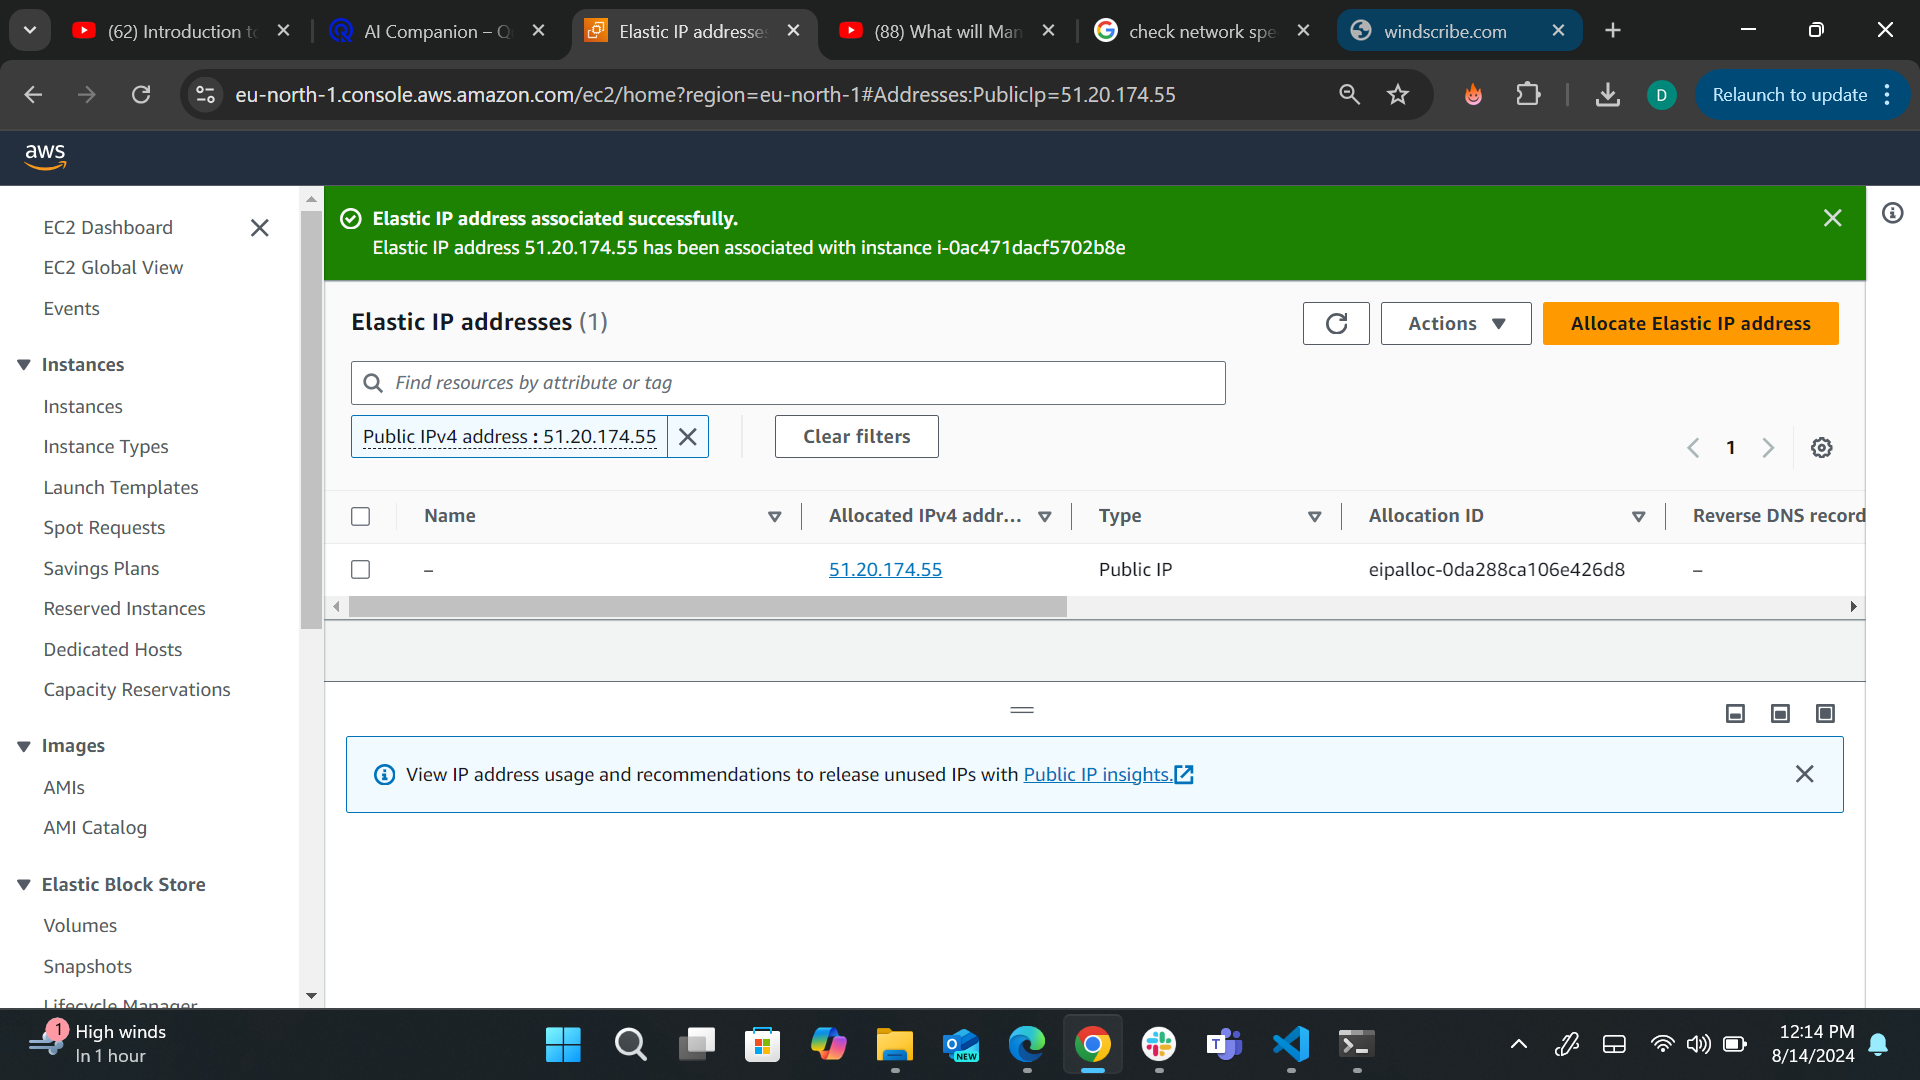 (62) Introduction to
AI Companion – Q
Elastic IP addresses
(88) What will Man
check network spe
windscribe.com
eu-north-1.console.aws.amazon.com/ec2/home?region=eu-north-1#Addresses:PublicIp=51.20.174.55
D
Relaunch to update
aws
EC2 Dashboard
EC2 Global View
Events
Instances
Instances
Instance Types
Launch Templates
Spot Requests
Savings Plans
Reserved Instances
Dedicated Hosts
Capacity Reservations
Images
AMIs
AMI Catalog
Elastic Block Store
Volumes
Snapshots
Lifecycle Manager
Elastic IP address associated successfully.
Elastic IP address 51.20.174.55 has been associated with instance i-0ac471dacf5702b8e
Elastic IP addresses (1)
Actions
Allocate Elastic IP address
Find resources by attribute or tag
Public IPv4 address : 51.20.174.55
Clear filters
1
Name
Allocated IPv4 addr...
Type
Allocation ID
Reverse DNS record
–
51.20.174.55
Public IP
eipalloc-0da288ca106e426d8
–
View IP address usage and recommendations to release unused IPs with Public IP insights.
1
High winds
In 1 hour
NEW
12:14 PM
8/14/2024